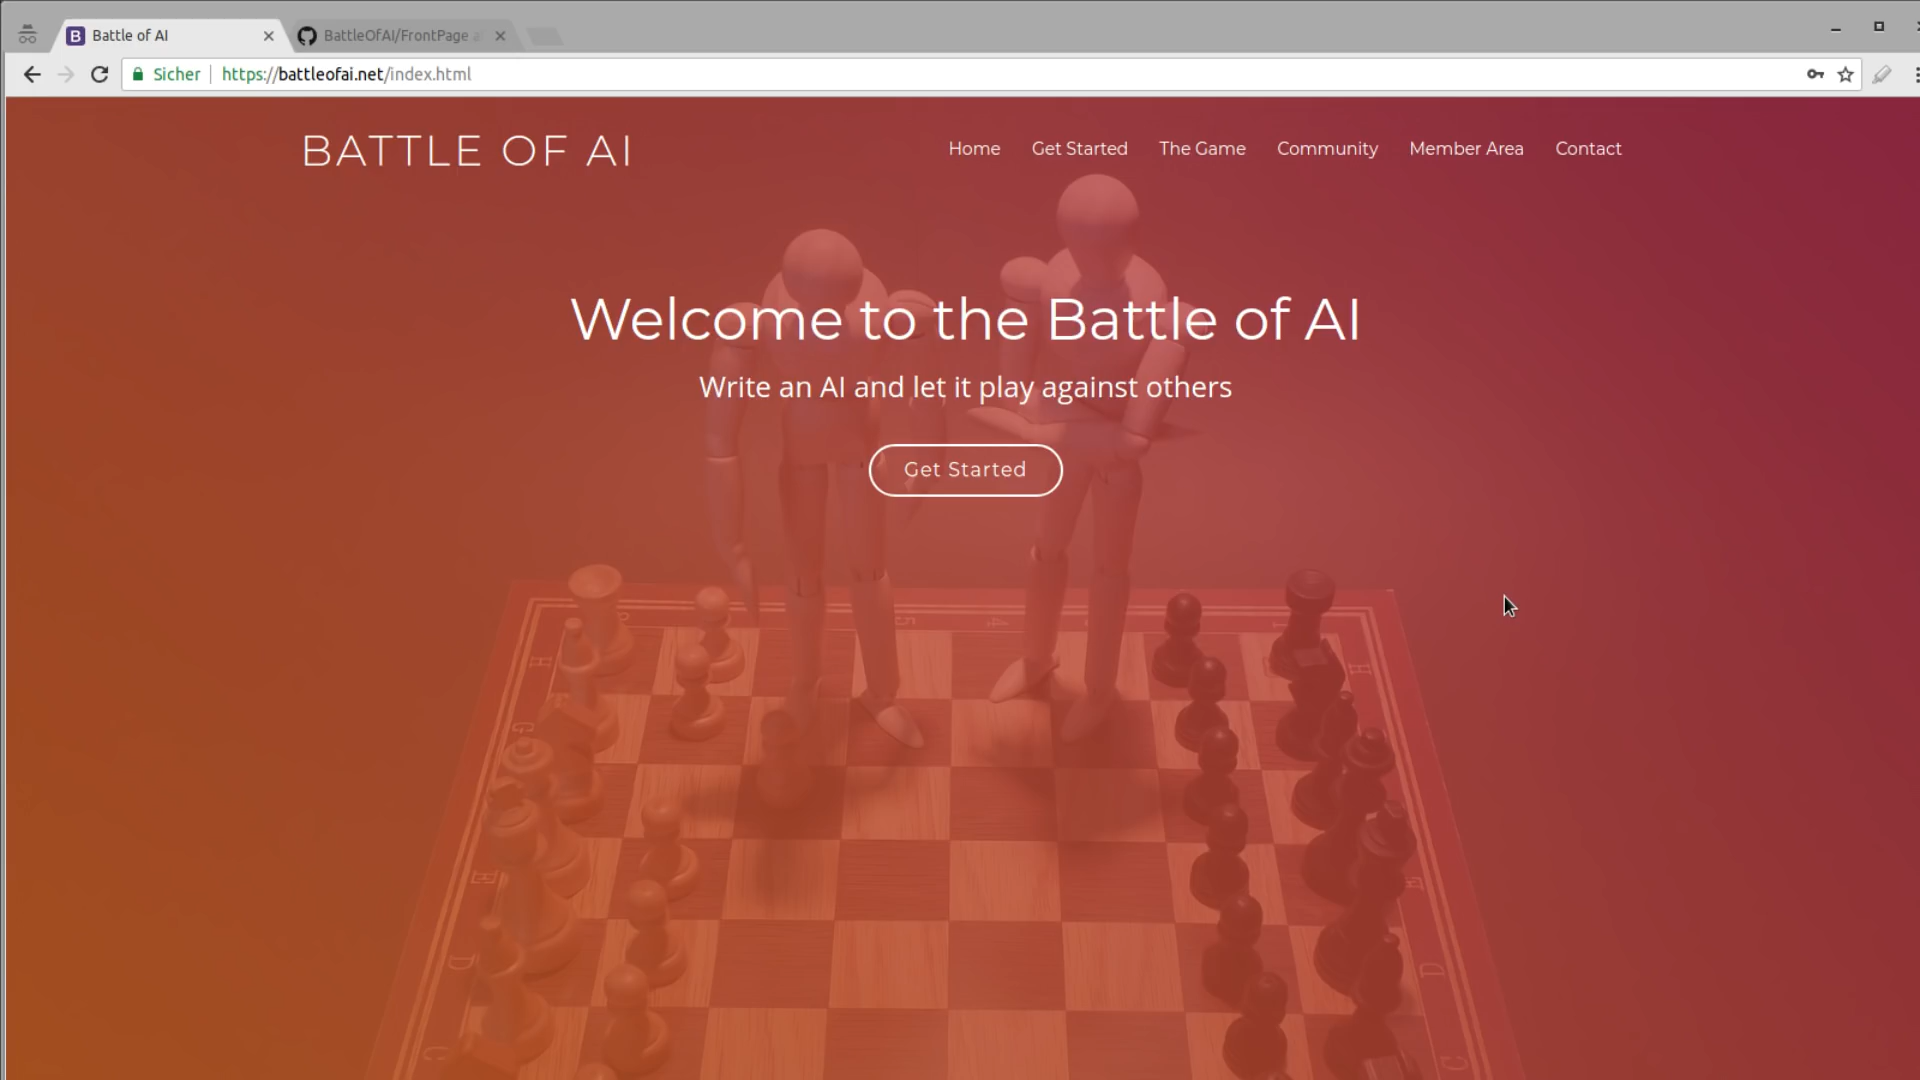 Battle of AI
BattleOfAI/FrontPage
Sicher
https://battleofai.net/index.html
BATTLE OF AI
Home
Get Started
The Game
Community
Member Area
Contact
Welcome to the Battle of AI
Write an AI and let it play against others
Get Started
5
4
H
H
G
E
D
D
C
C